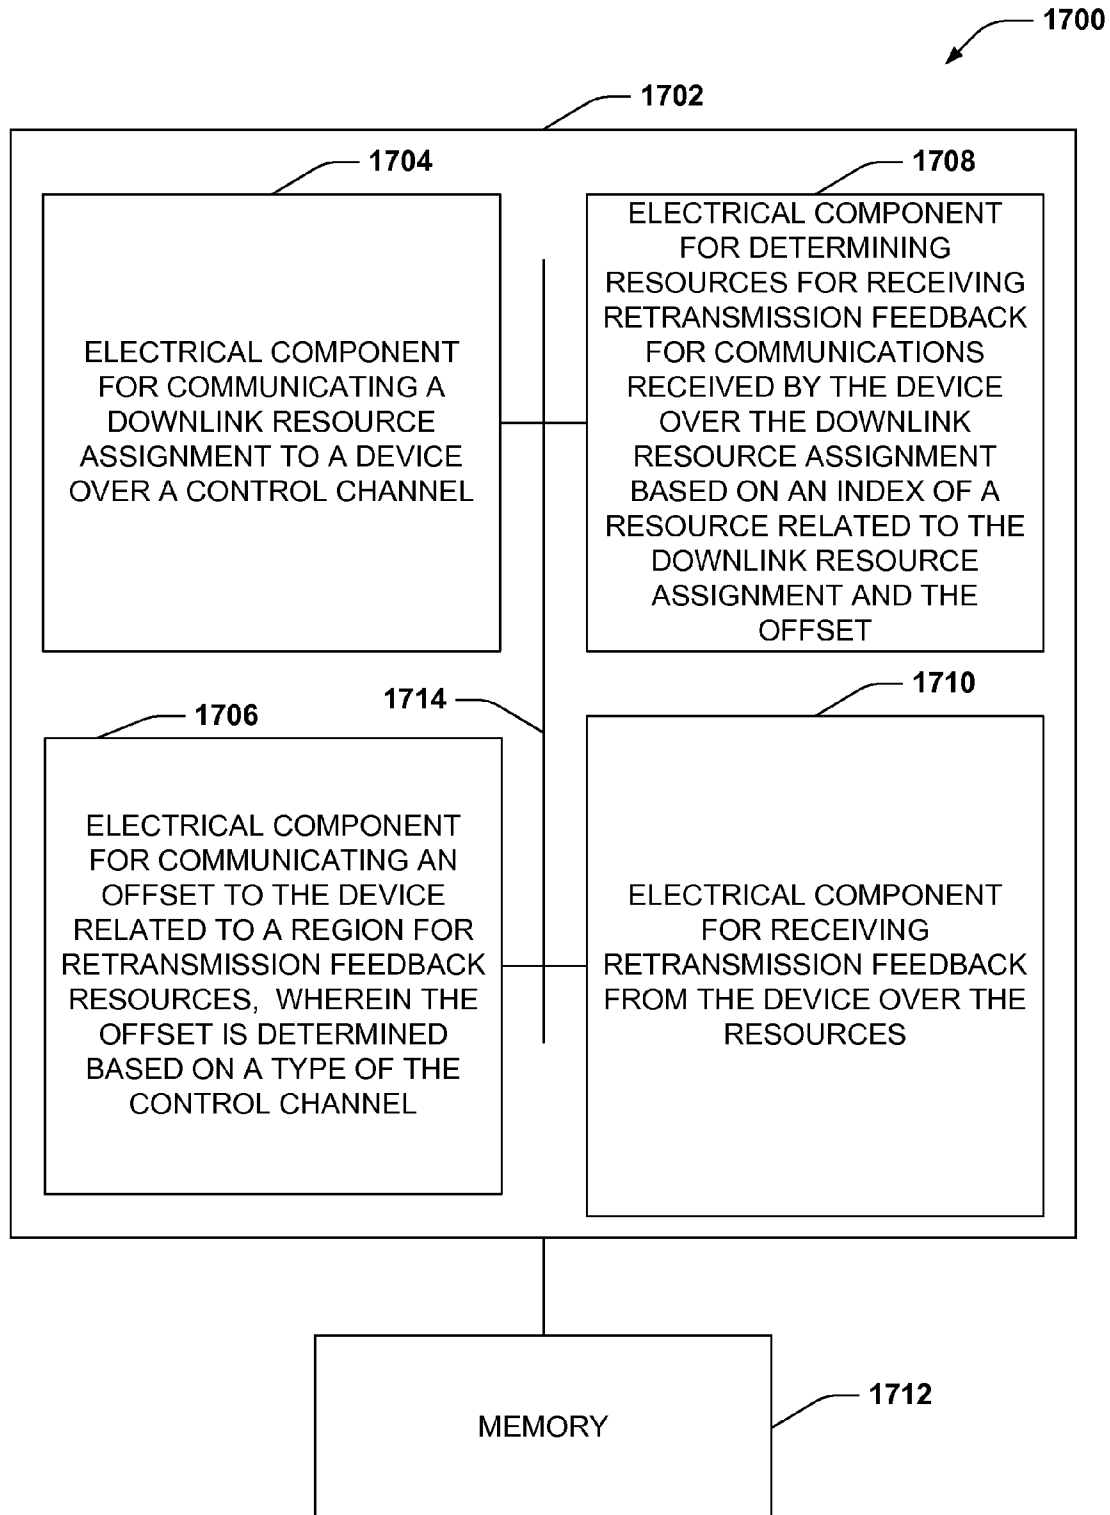 1700
1702
1704
ELECTRICAL COMPONENT
FOR COMMUNICATING A
DOWNLINK RESOURCE
ASSIGNMENT TO A DEVICE
OVER A CONTROL CHANNEL
1708
ELECTRICAL COMPONENT
FOR DETERMINING
RESOURCES FOR RECEIVING
RETRANSMISSION FEEDBACK
FOR COMMUNICATIONS
RECEIVED BY THE DEVICE
OVER THE DOWNLINK
RESOURCE ASSIGNMENT
BASED ON AN INDEX OF A
RESOURCE RELATED TO THE
DOWNLINK RESOURCE
ASSIGNMENT AND THE
OFFSET
1706
ELECTRICAL COMPONENT
FOR COMMUNICATING AN
OFFSET TO THE DEVICE
RELATED TO A REGION FOR
RETRANSMISSION FEEDBACK
RESOURCES, WHEREIN THE
OFFSET IS DETERMINED
BASED ON A TYPE OF THE
CONTROL CHANNEL
1714
1710
ELECTRICAL COMPONENT
FOR RECEIVING
RETRANSMISSION FEEDBACK
FROM THE DEVICE OVER THE
RESOURCES
1712
MEMORY